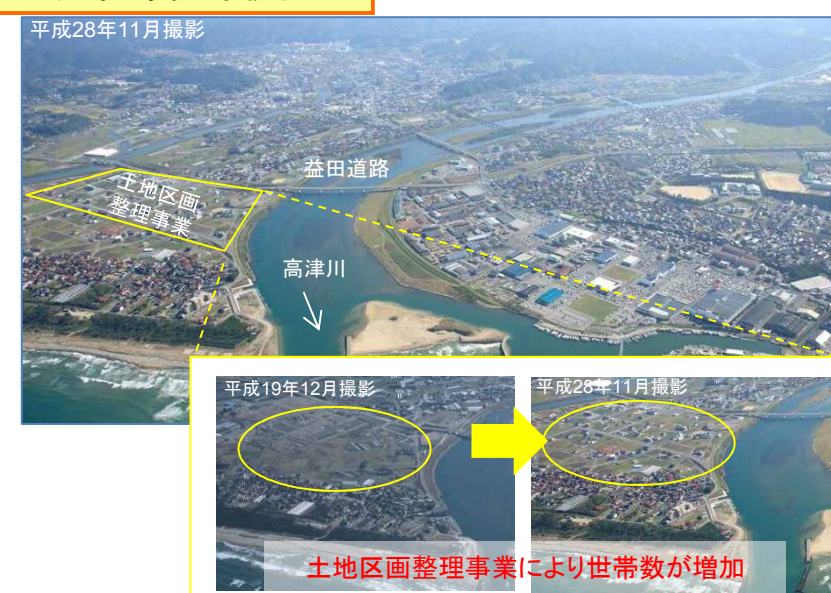 平成28年11月撮影
益田道路
土地区画
整理事業
高津川
平成19年12月撮影
平成28年11月撮影
土地区画整理事業により世帯数が増加